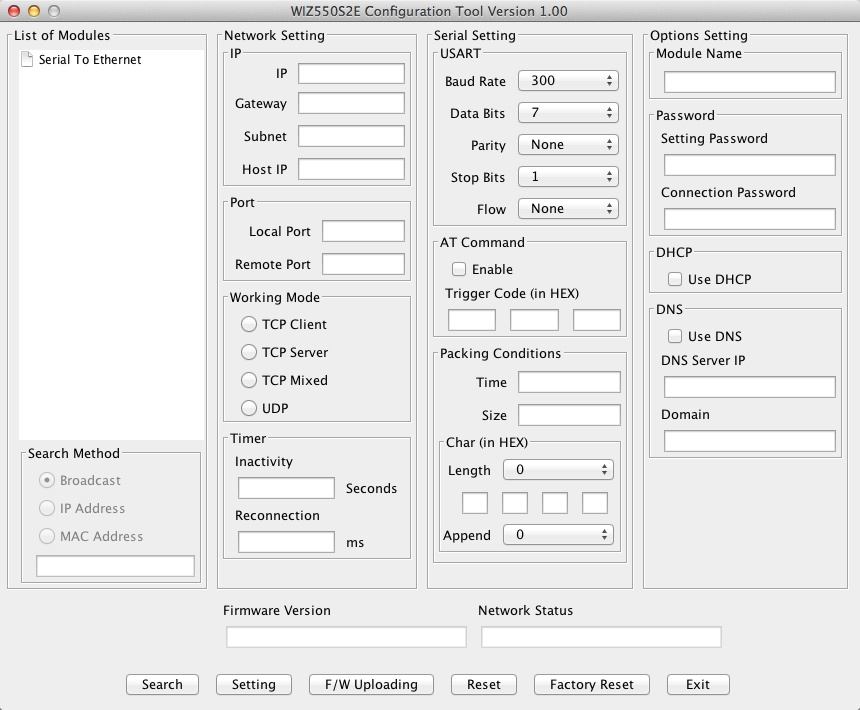 WIZ550S2E Configuration Tool Version 1.00
List of Modules
Serial To Ethernet
Search Method
Broadcast
IP Address
MAC Address
Network Setting
IP
IP
Gateway
Subnet
Host IP
Port
Local Port
Remote Port
Working Mode
TCP Client
TCP Server
TCP Mixed
UDP
Timer
Inactivity
Seconds
Reconnection
ms
Serial Setting
USART
Baud Rate 300
Data Bits 7
Parity None
Stop Bits 1
Flow None
AT Command
Enable
Trigger Code (in HEX)
Packing Conditions
Time
Size
Char (in HEX)
Length 0
Append 0
Options Setting
Module Name
Password
Setting Password
Connection Password
DHCP
Use DHCP
DNS
Use DNS
DNS Server IP
Domain
Firmware Version
Network Status
Search Setting F/W Uploading Reset Factory Reset Exit